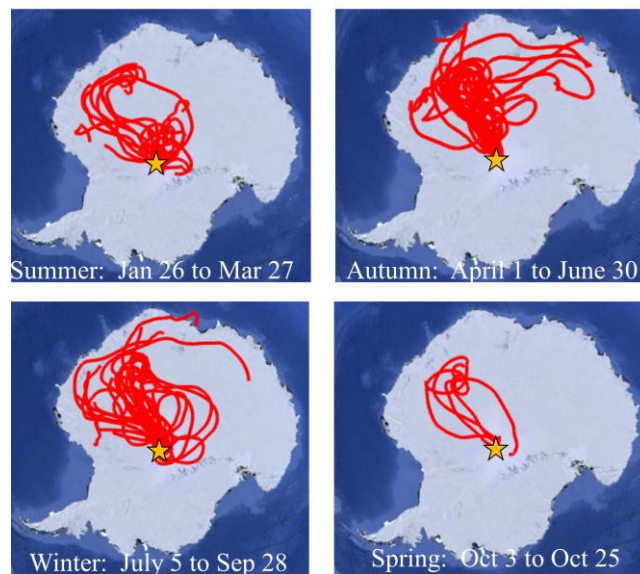 Summer: Jan 26 to Mar 27
Autumn: April 1 to June 30
Winter: July 5 to Sep 28
Spring: Oct 3 to Oct 25